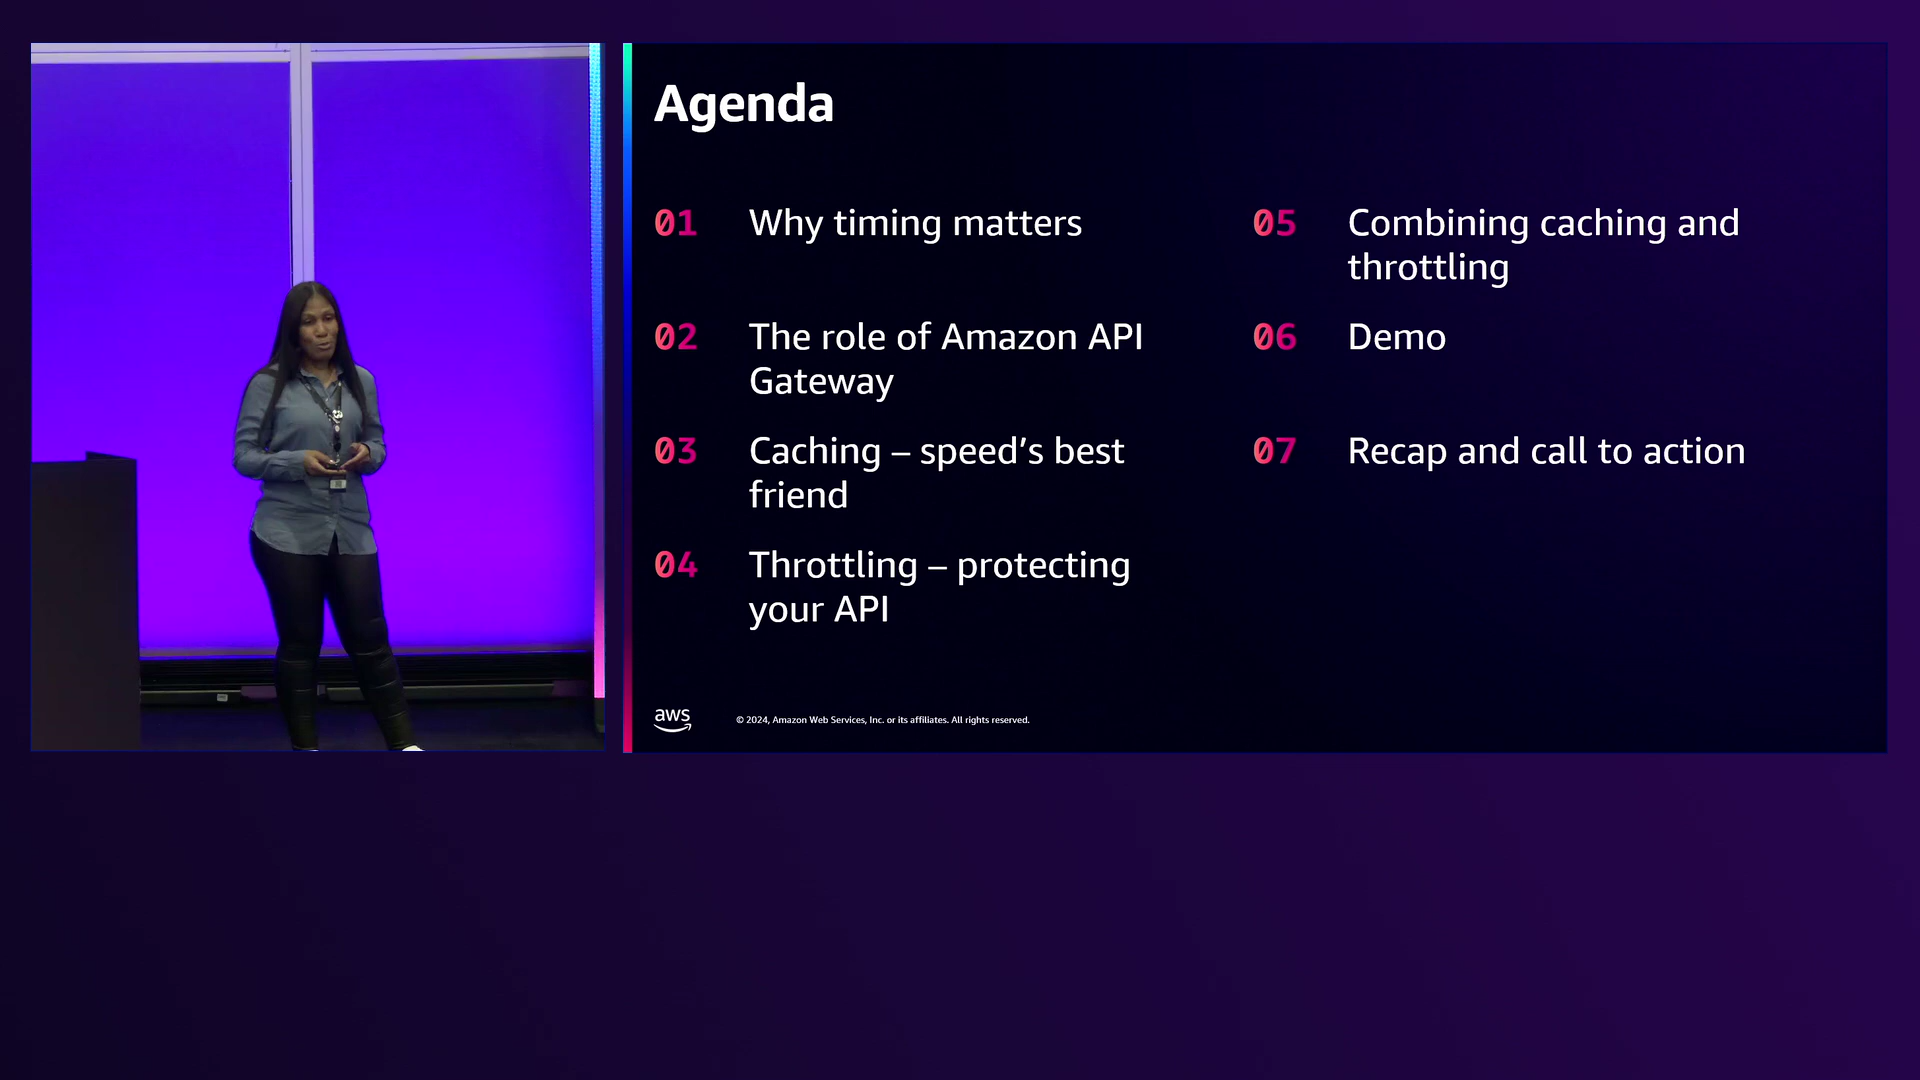 Agenda
01 Why timing matters
02 The role of Amazon API
Gateway
03 Caching – speed’s best
friend
04 Throttling – protecting
your API
05 Combining caching and
throttling
06 Demo
07 Recap and call to action
aws
© 2024, Amazon Web Services, Inc. or its affiliates. All rights reserved.